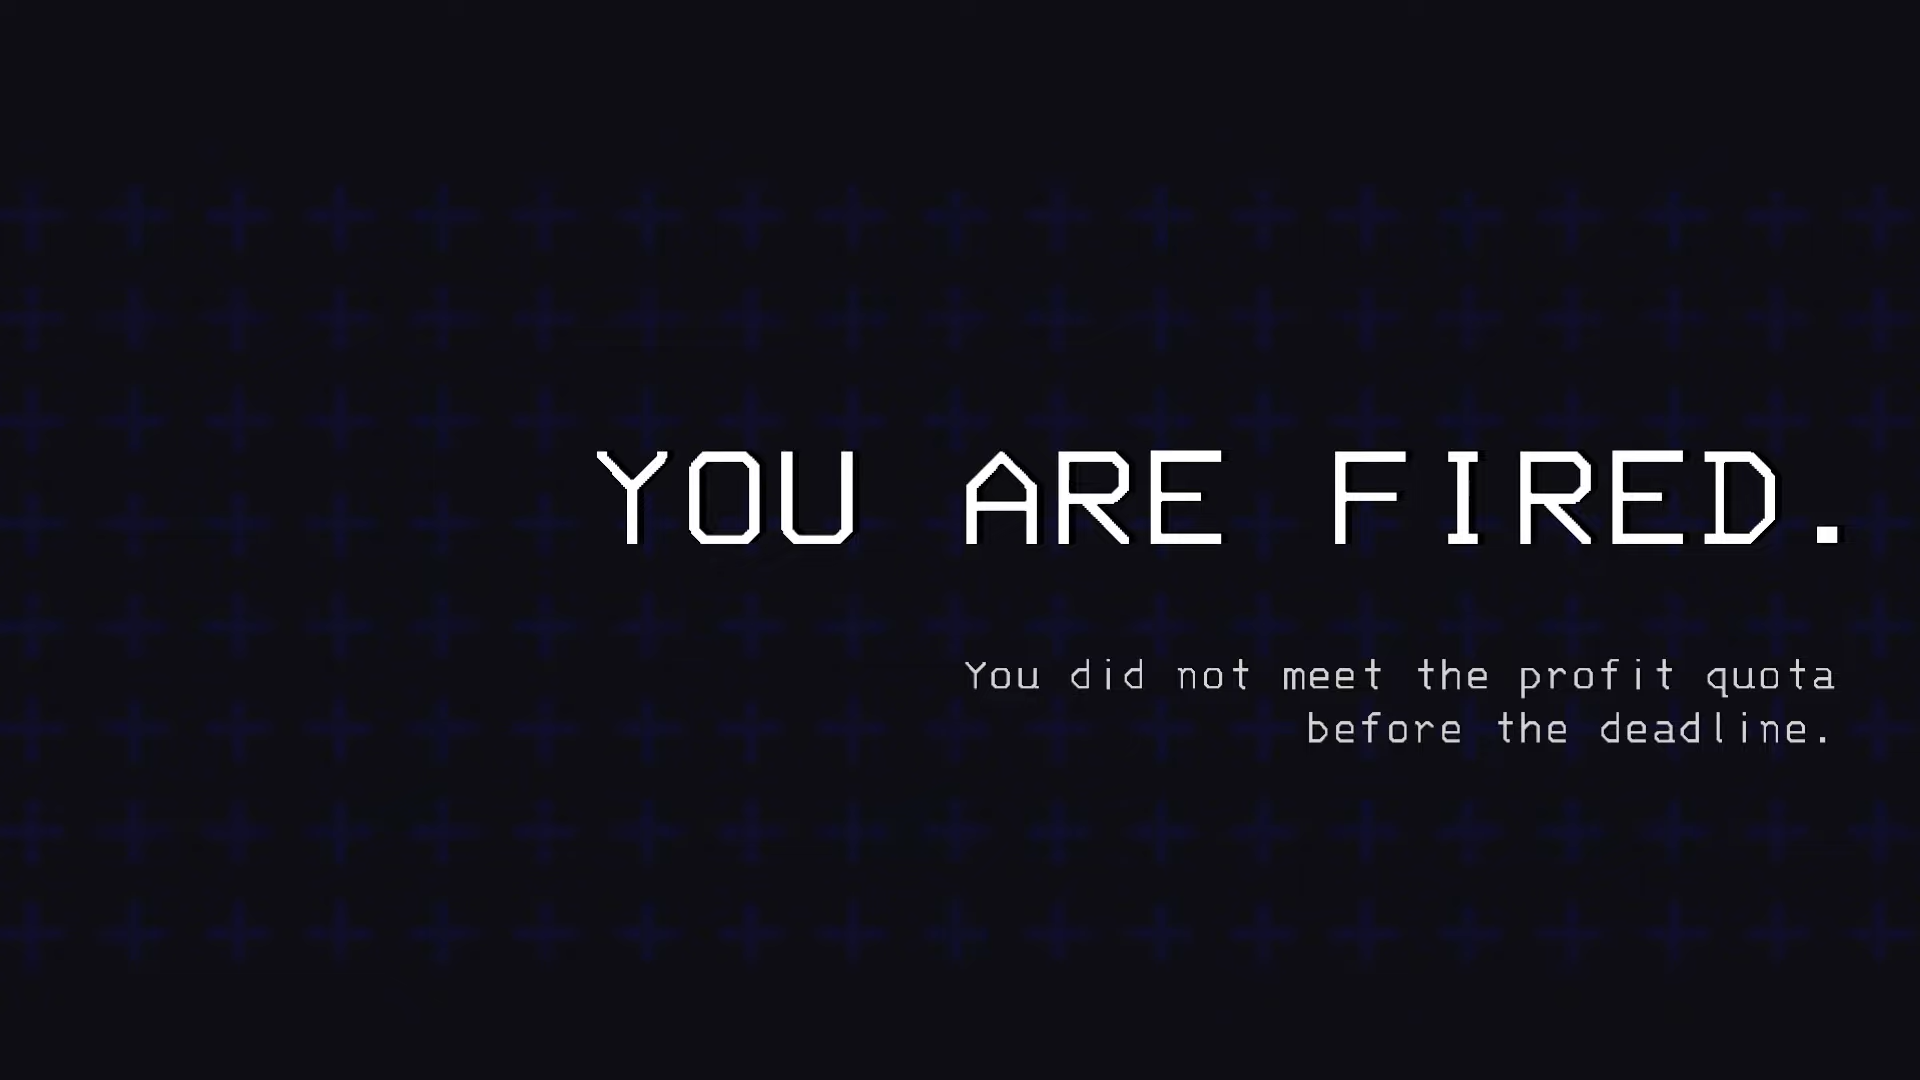 YOU ARE FIRED.
You did not meet the profit quota
before the deadline.